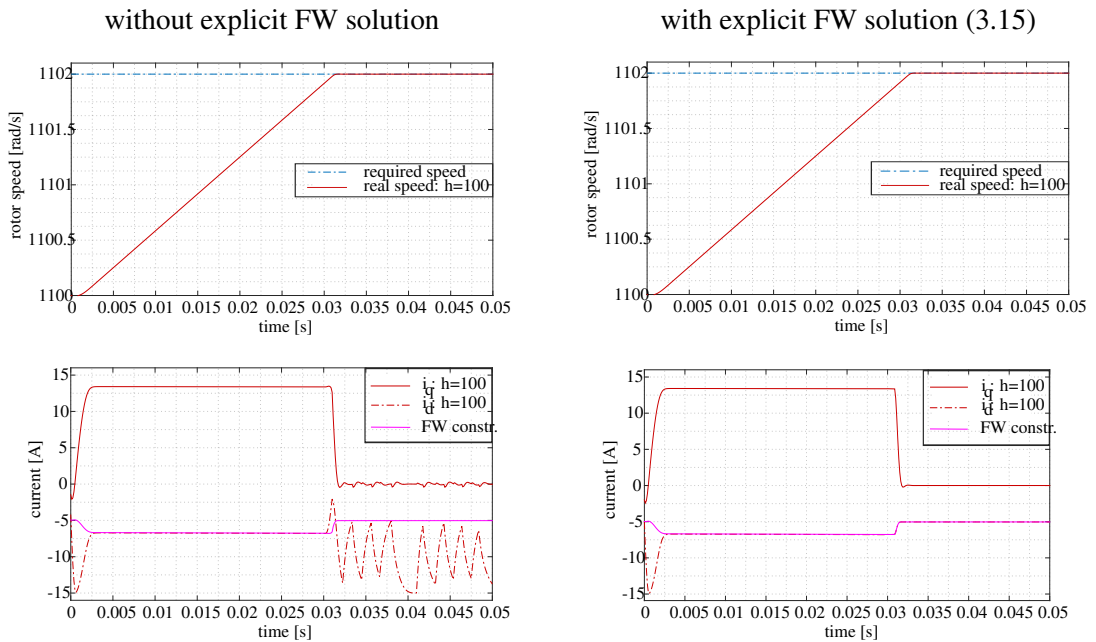 without explicit FW solution
with explicit FW solution (3.15)
rotor speed [rad/s]
1102
1101.5
1101
1100.5
1100
required speed
real speed: h=100
0 0.005 0.01 0.015 0.02 0.025 0.03 0.035 0.04 0.045 0.05
time [s]
rotor speed [rad/s]
1102
1101.5
1101
1100.5
1100
required speed
real speed: h=100
0 0.005 0.01 0.015 0.02 0.025 0.03 0.035 0.04 0.045 0.05
time [s]
current [A]
15
10
5
0
-5
-10
-15
i_q: h=100
i_d: h=100
FW constr.
0 0.005 0.01 0.015 0.02 0.025 0.03 0.035 0.04 0.045 0.05
time [s]
current [A]
15
10
5
0
-5
-10
-15
i_q: h=100
i_d: h=100
FW constr.
0 0.005 0.01 0.015 0.02 0.025 0.03 0.035 0.04 0.045 0.05
time [s]